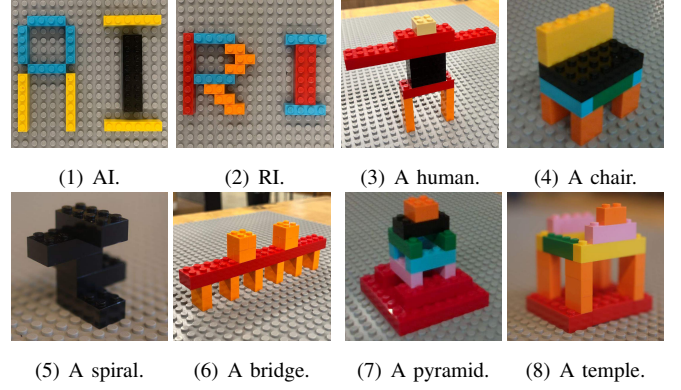 (1) AI.
(2) RI.
(3) A human.
(4) A chair.
(5) A spiral.
(6) A bridge.
(7) A pyramid.
(8) A temple.